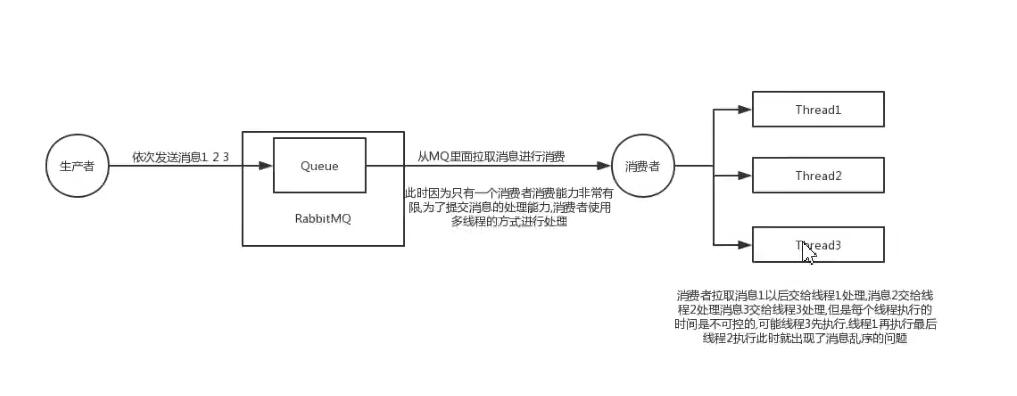 生产者
依次发送消息1 2 3
Queue
RabbitMQ
从MQ里面拉取消息进行消费
此时因为只有一个消费者消费能力非常有
限,为了提交消息的处理能力,消费者使用
多线程的方式进行处理
消费者
Thread1
Thread2
Thread3
消费者拉取消息1以后交给线程1处理,消息2交给线
程2处理消息3交给线程3处理,但是每个线程执行的
时间是不可控的,可能线程3先执行,线程1再执行最后
线程2执行此时就出现了消息乱序的问题